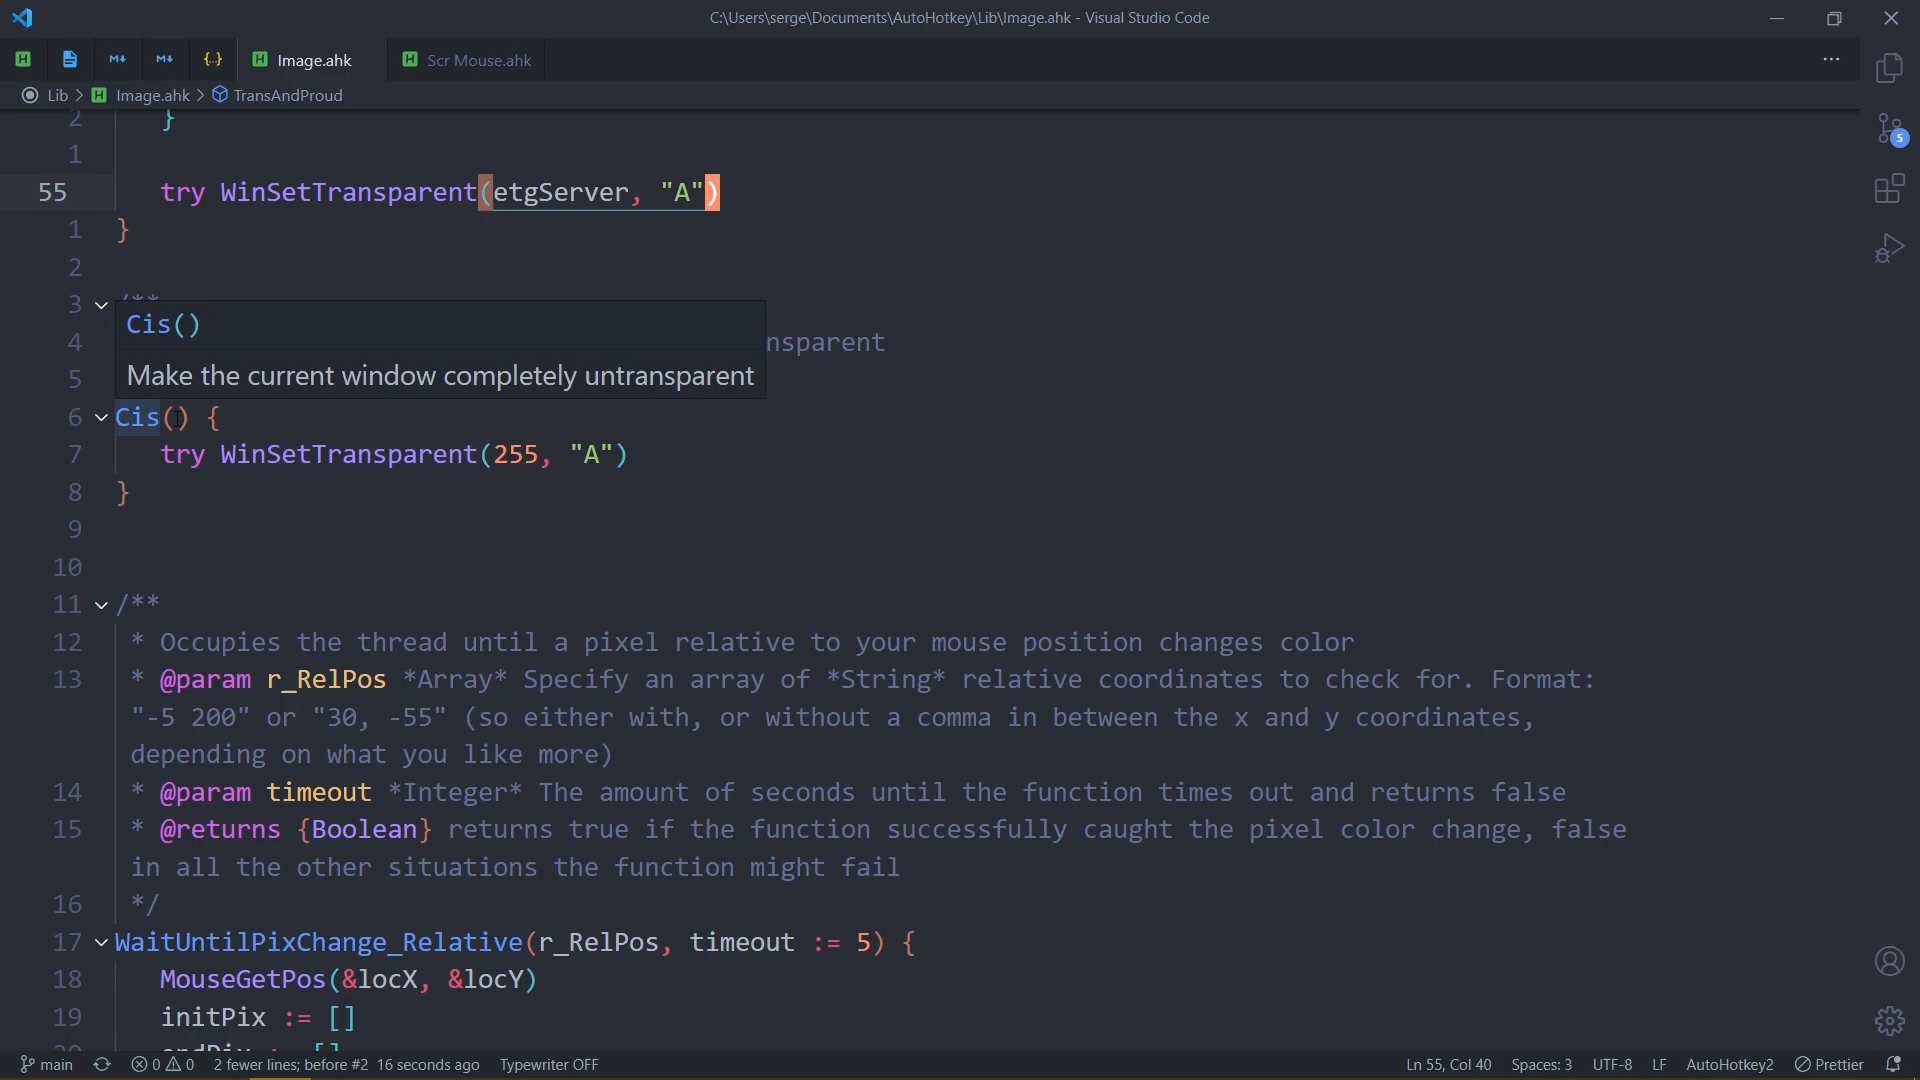 C:\Users\serge\Documents\AutoHotkey\Lib\Image.ahk - Visual Studio Code
Image.ahk
Scr Mouse.ahk
Lib > Image.ahk > TransAndProud
2 }
1
55 try WinSetTransparent(etgServer, "A")
1 }
2
3 /**
Cis()
4 nsparent
5 Make the current window completely untransparent
6 Cis() {
7 try WinSetTransparent(255, "A")
8 }
9
10
11 /**
12 * Occupies the thread until a pixel relative to your mouse position changes color
13 * @param r_RelPos *Array* Specify an array of *String* relative coordinates to check for. Format:
"-5 200" or "30, -55" (so either with, or without a comma in between the x and y coordinates,
depending on what you like more)
14 * @param timeout *Integer* The amount of seconds until the function times out and returns false
15 * @returns {Boolean} returns true if the function successfully caught the pixel color change, false
in all the other situations the function might fail
16 */
17 WaitUntilPixChange_Relative(r_RelPos, timeout := 5) {
18 MouseGetPos(&locX, &locY)
19 initPix := []
20 endPix := []
main 0 0 2 fewer lines; before #2 16 seconds ago Typewriter OFF Ln 55, Col 40 Spaces: 3 UTF-8 LF AutoHotkey2 Prettier
5